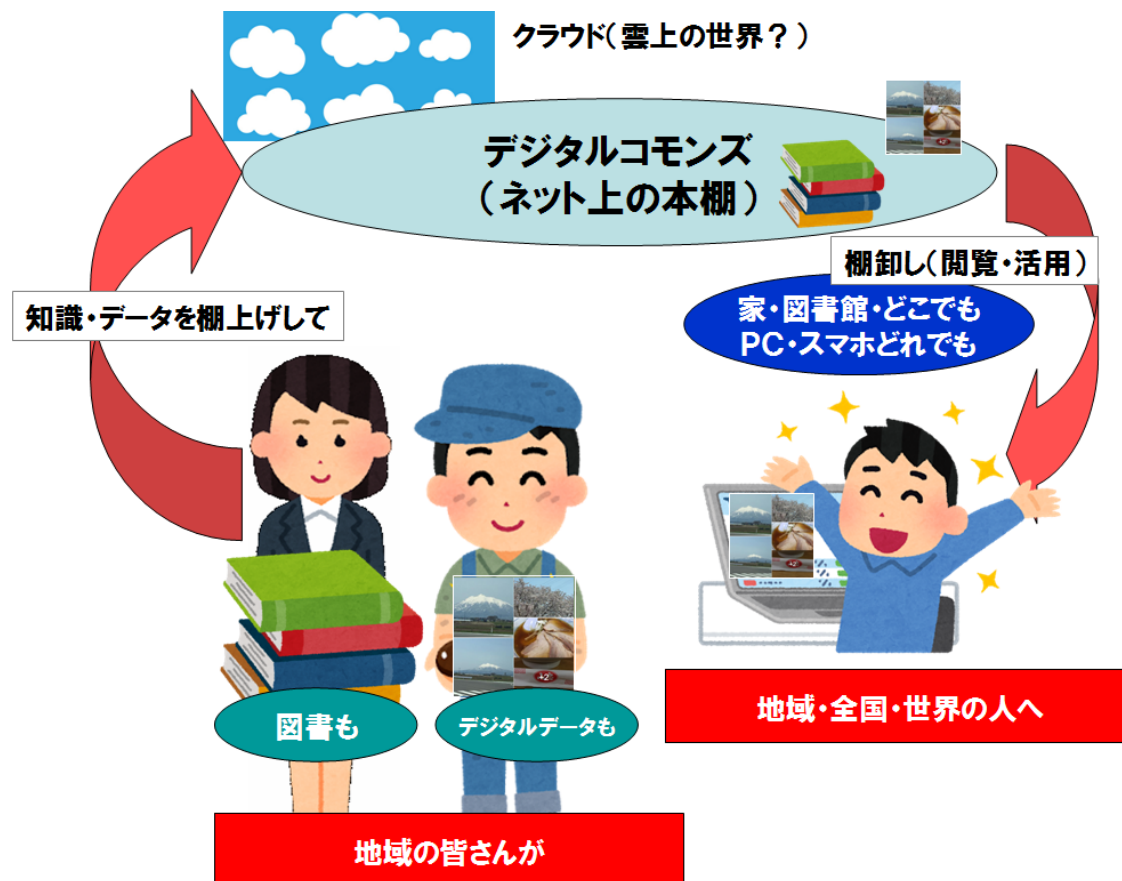 クラウド（雲上の世界？）
デジタルコモンズ
（ネット上の本棚）
棚卸し（閲覧・活用）
知識・データを棚上げして
家・図書館・どこでも
PC・スマホどれでも
図書も
デジタルデータも
地域・全国・世界の人へ
地域の皆さんが